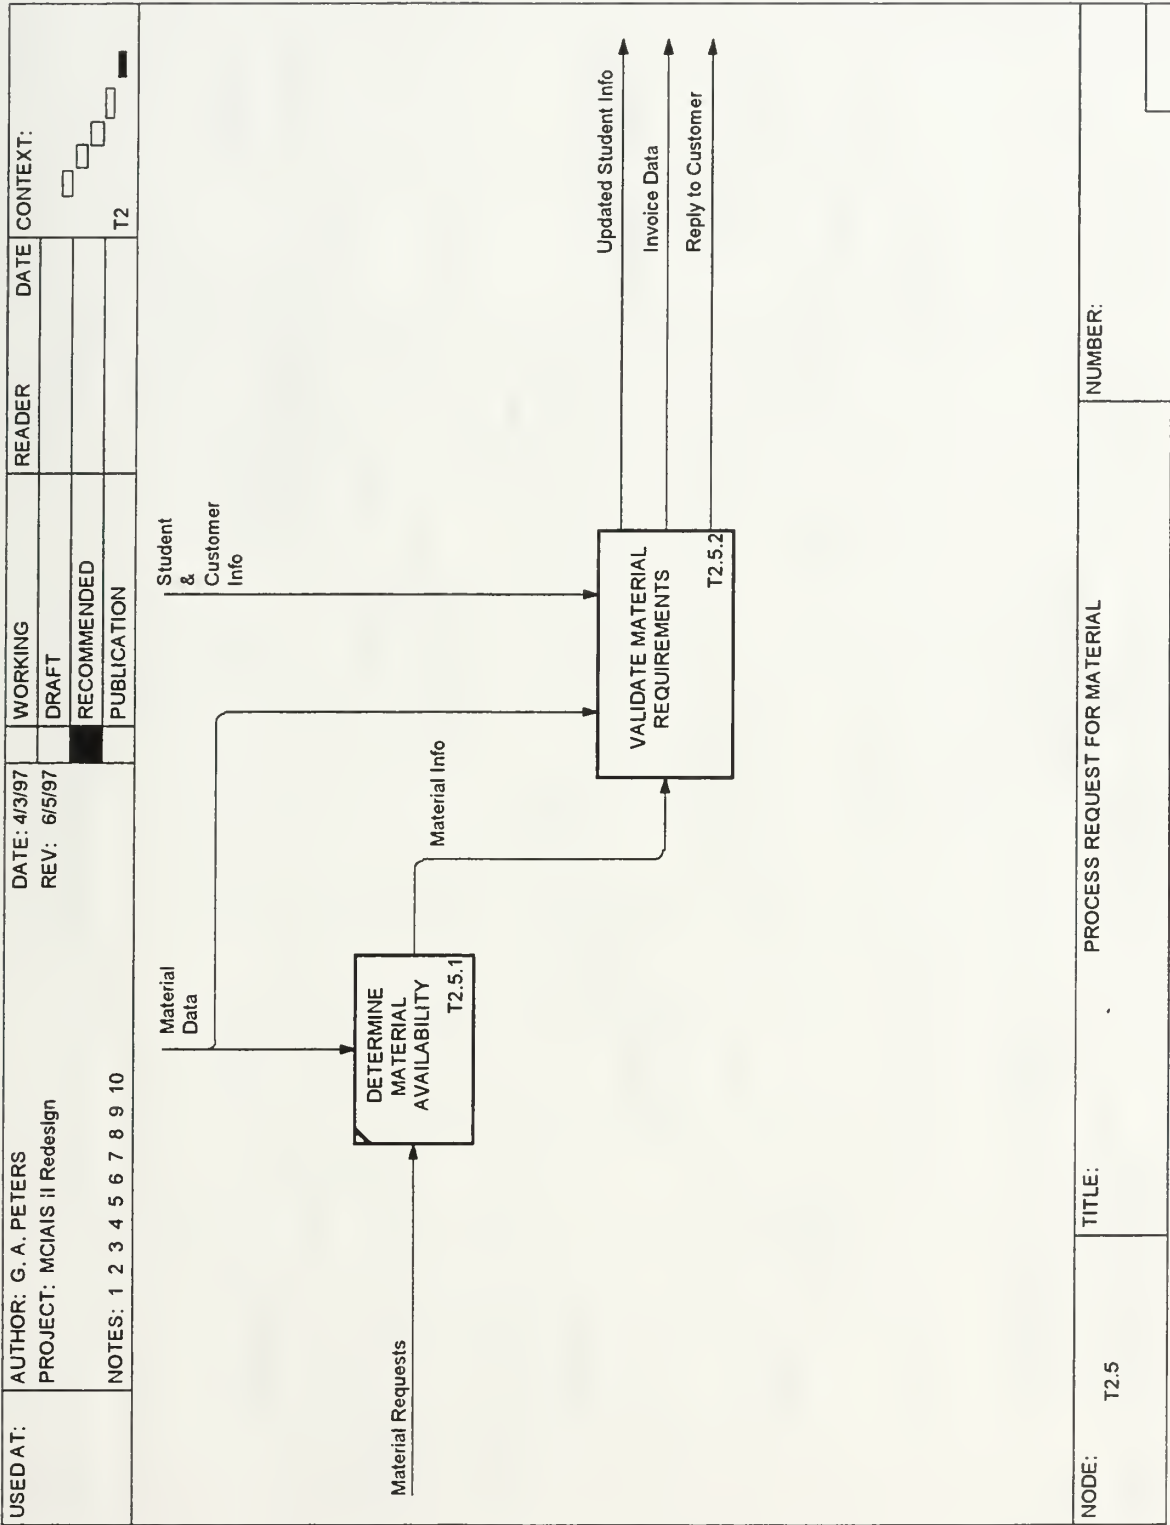 USED AT:
AUTHOR: G. A. PETERS
PROJECT: MCIAIS II Redesign
NOTES: 1 2 3 4 5 6 7 8 9 10
DATE: 4/3/97
REV: 6/5/97
WORKING
DRAFT
RECOMMENDED
PUBLICATION
READER
DATE
CONTEXT:
T2
Material
Data
Student
&
Customer
Info
Material Requests
DETERMINE
MATERIAL
AVAILABILITY
T2.5.1
Material Info
VALIDATE MATERIAL
REQUIREMENTS
T2.5.2
Updated Student Info
Invoice Data
Reply to Customer
NODE:
T2.5
TITLE:
PROCESS REQUEST FOR MATERIAL
NUMBER: